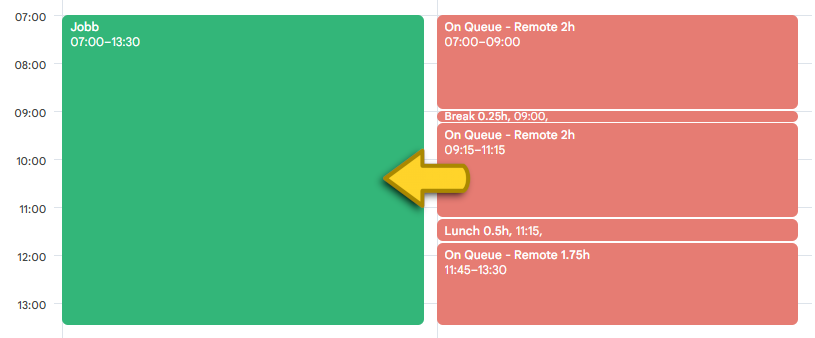 07:00
08:00
09:00
10:00
11:00
12:00
13:00
Jobb
07:00–13:30
On Queue - Remote 2h
07:00–09:00
Break 0.25h, 09:00,
On Queue - Remote 2h
09:15–11:15
Lunch 0.5h, 11:15,
On Queue - Remote 1.75h
11:45–13:30